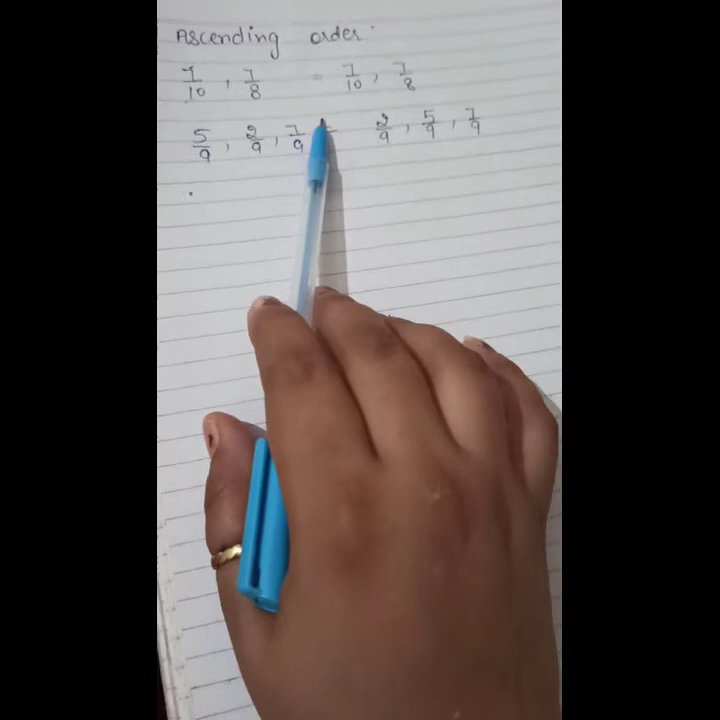 Ascending order
7/10, 7/8 = 7/10, 7/8
5/9, 2/9, 7/9 = 2/9, 5/9, 7/9